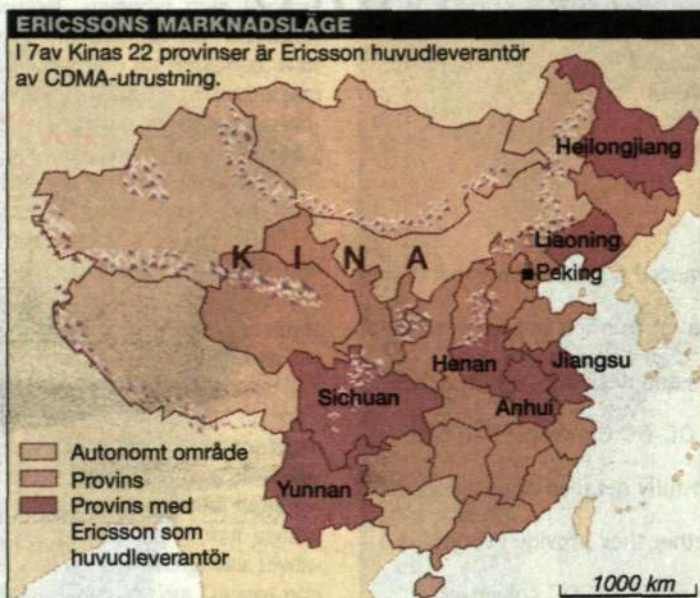 ERICSSONS MARKNADSLÄGE
I 7av Kinas 22 provinser är Ericsson huvudleverantör
av CDMA-utrustning.
Heilongjiang
Liaoning
KINA
Peking
Henan
Jiangsu
Sichuan
Anhui
Yunnan
Autonomt område
Provins
Provins med
Ericsson som
huvudleverantör
1000 km